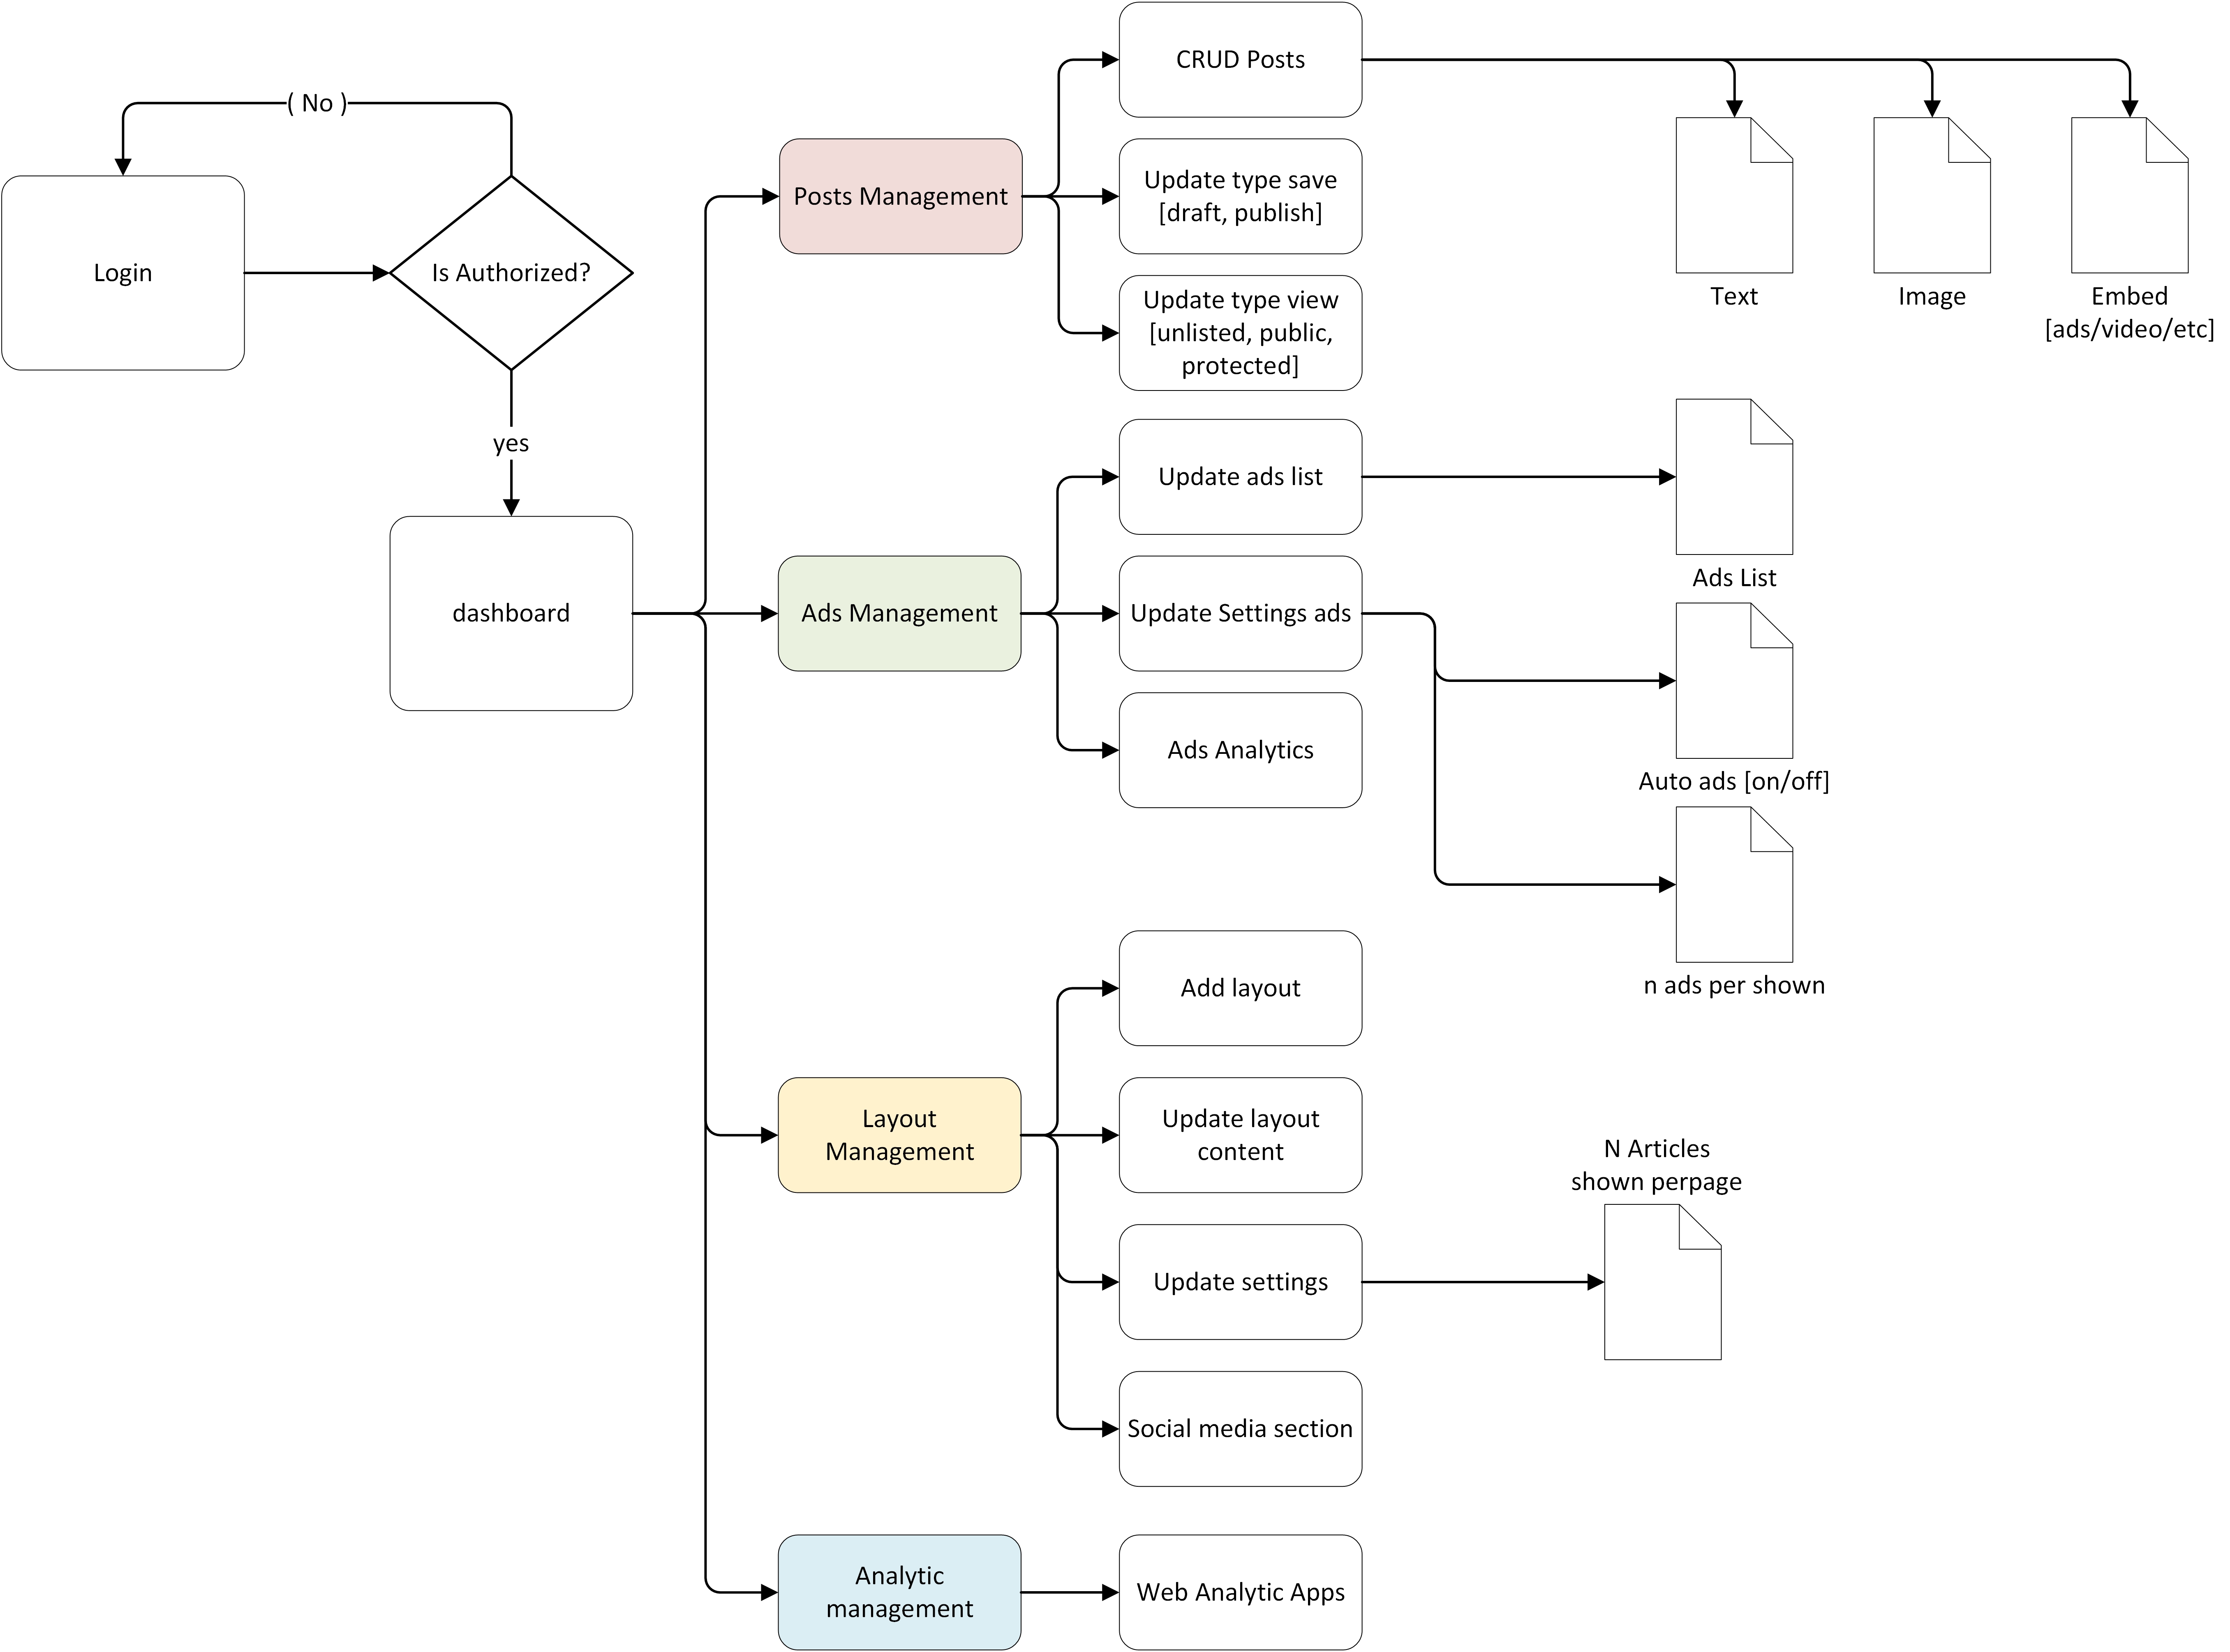 ( No )
Login
Is Authorized?
yes
dashboard
Posts Management
CRUD Posts
Update type save
[draft, publish]
Update type view
[unlisted, public,
protected]
Text
Image
Embed
[ads/video/etc]
Ads Management
Update ads list
Update Settings ads
Ads Analytics
Ads List
Auto ads [on/off]
n ads per shown
Layout
Management
Add layout
Update layout
content
Update settings
Social media section
N Articles
shown perpage
Analytic
management
Web Analytic Apps